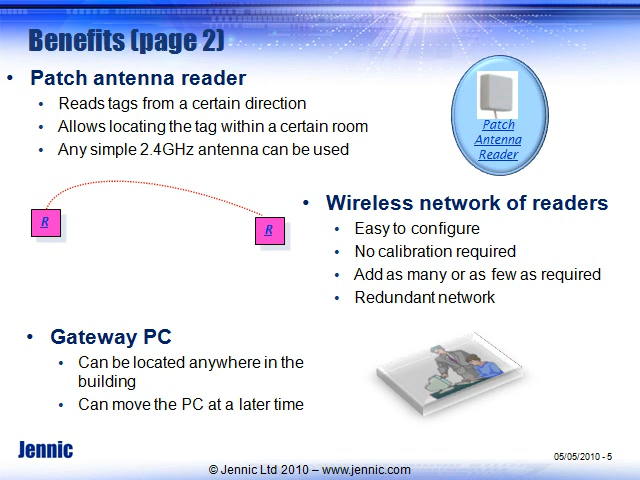 Benefits (page 2)
• Patch antenna reader
• Reads tags from a certain direction
• Allows locating the tag within a certain room
• Any simple 2.4GHz antenna can be used
Patch
Antenna
Reader
R
R
• Wireless network of readers
• Easy to configure
• No calibration required
• Add as many or as few as required
• Redundant network
• Gateway PC
• Can be located anywhere in the
building
• Can move the PC at a later time
Jennic
05/05/2010 - 5
© Jennic Ltd 2010 – www.jennic.com